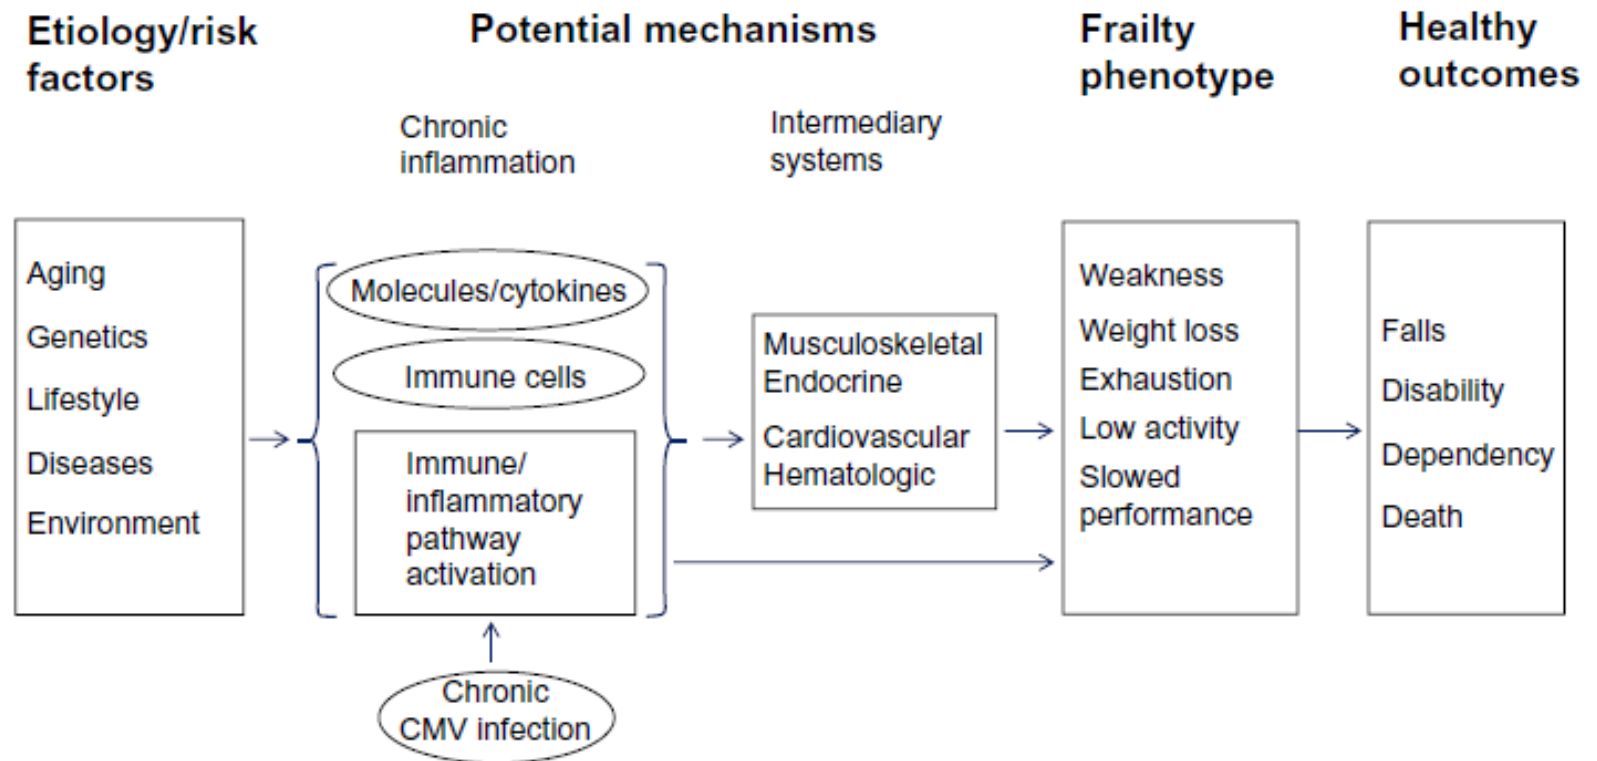 Etiology/risk
factors
Potential mechanisms
Frailty
phenotype
Healthy
outcomes
Chronic
inflammation
Intermediary
systems
Aging
Genetics
Lifestyle
Diseases
Environment
Molecules/cytokines
Immune cells
Immune/
inflammatory
pathway
activation
Chronic
CMV infection
Musculoskeletal
Endocrine
Cardiovascular
Hematologic
Weakness
Weight loss
Exhaustion
Low activity
Slowed
performance
Falls
Disability
Dependency
Death